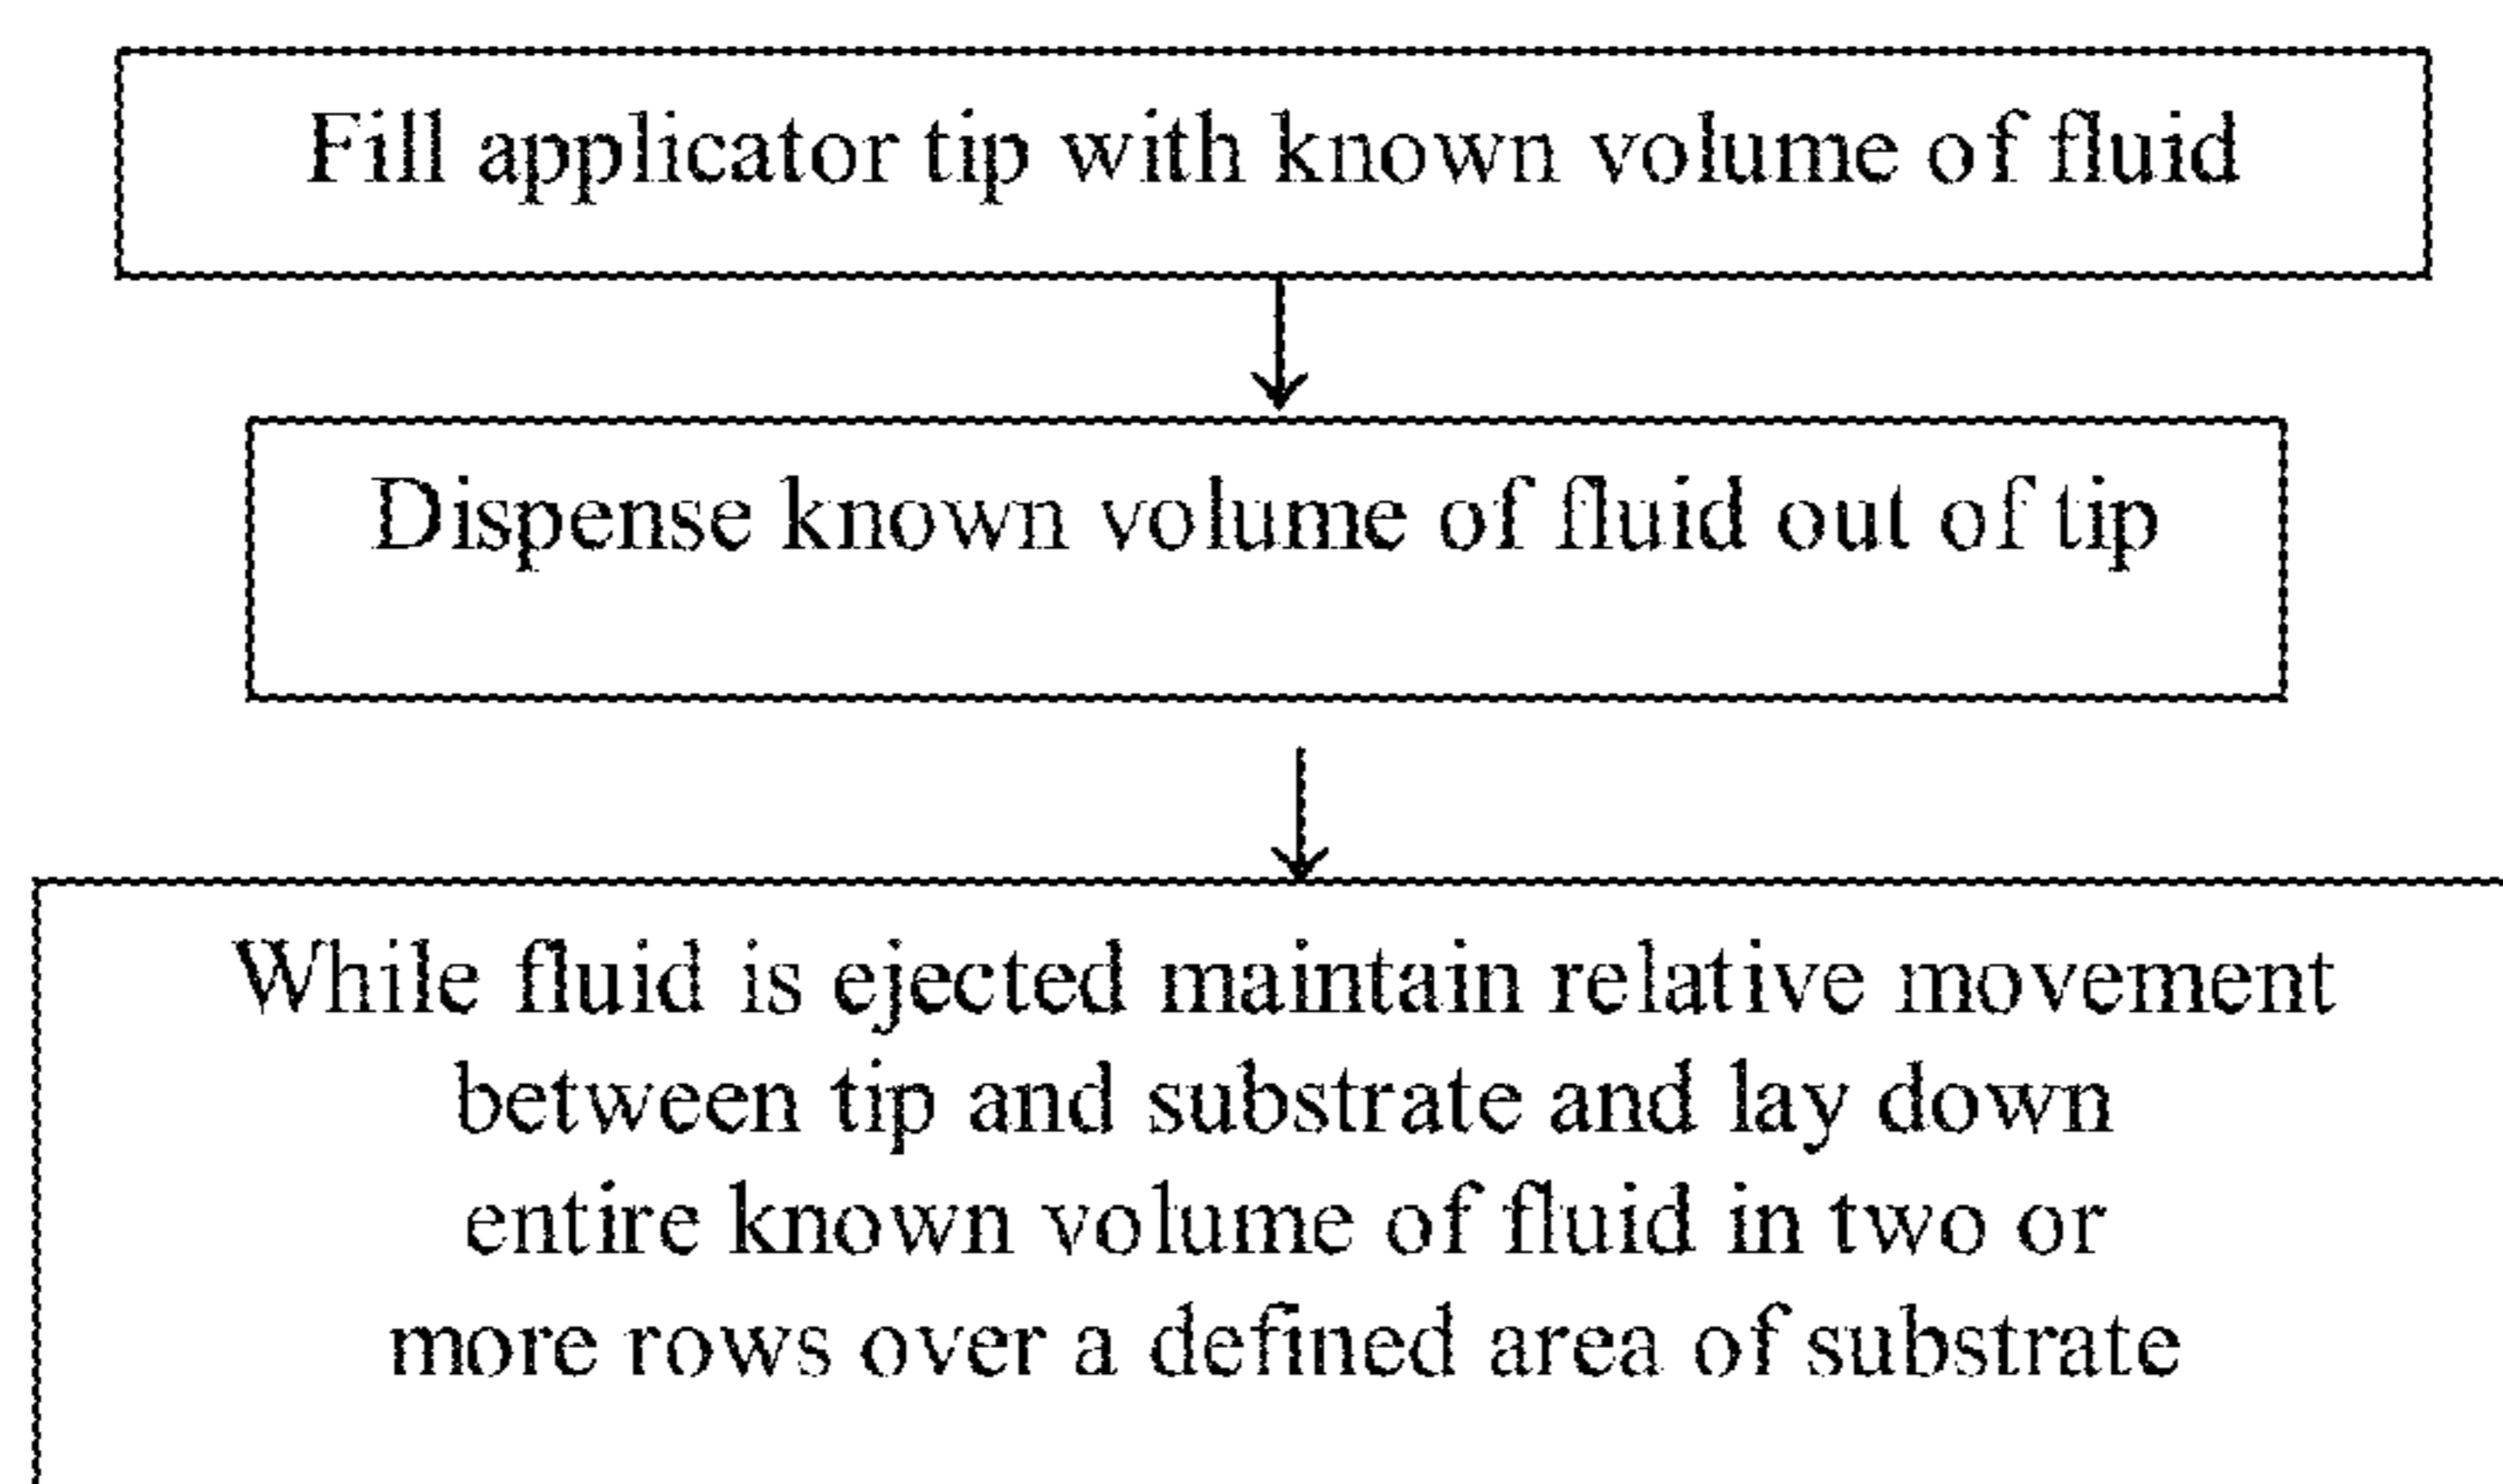 Fill applicator tip with known volume of fluid
Dispense known volume of fluid out of tip
While fluid is ejected maintain relative movement
between tip and substrate and lay down
entire known volume of fluid in two or
more rows over a defined area of substrate